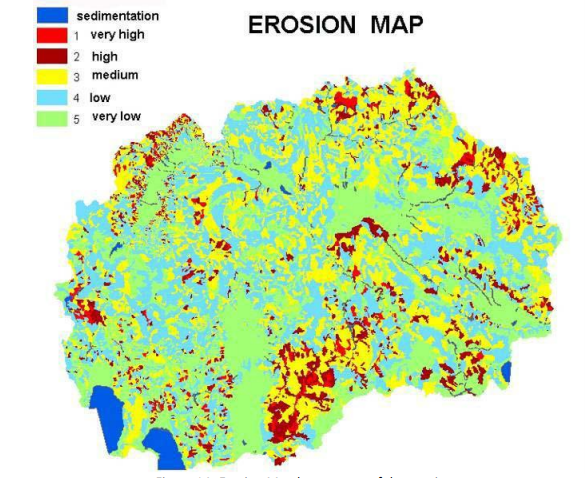 EROSION MAP
sedimentation
1 very high
2 high
3 medium
4 low
5 very low